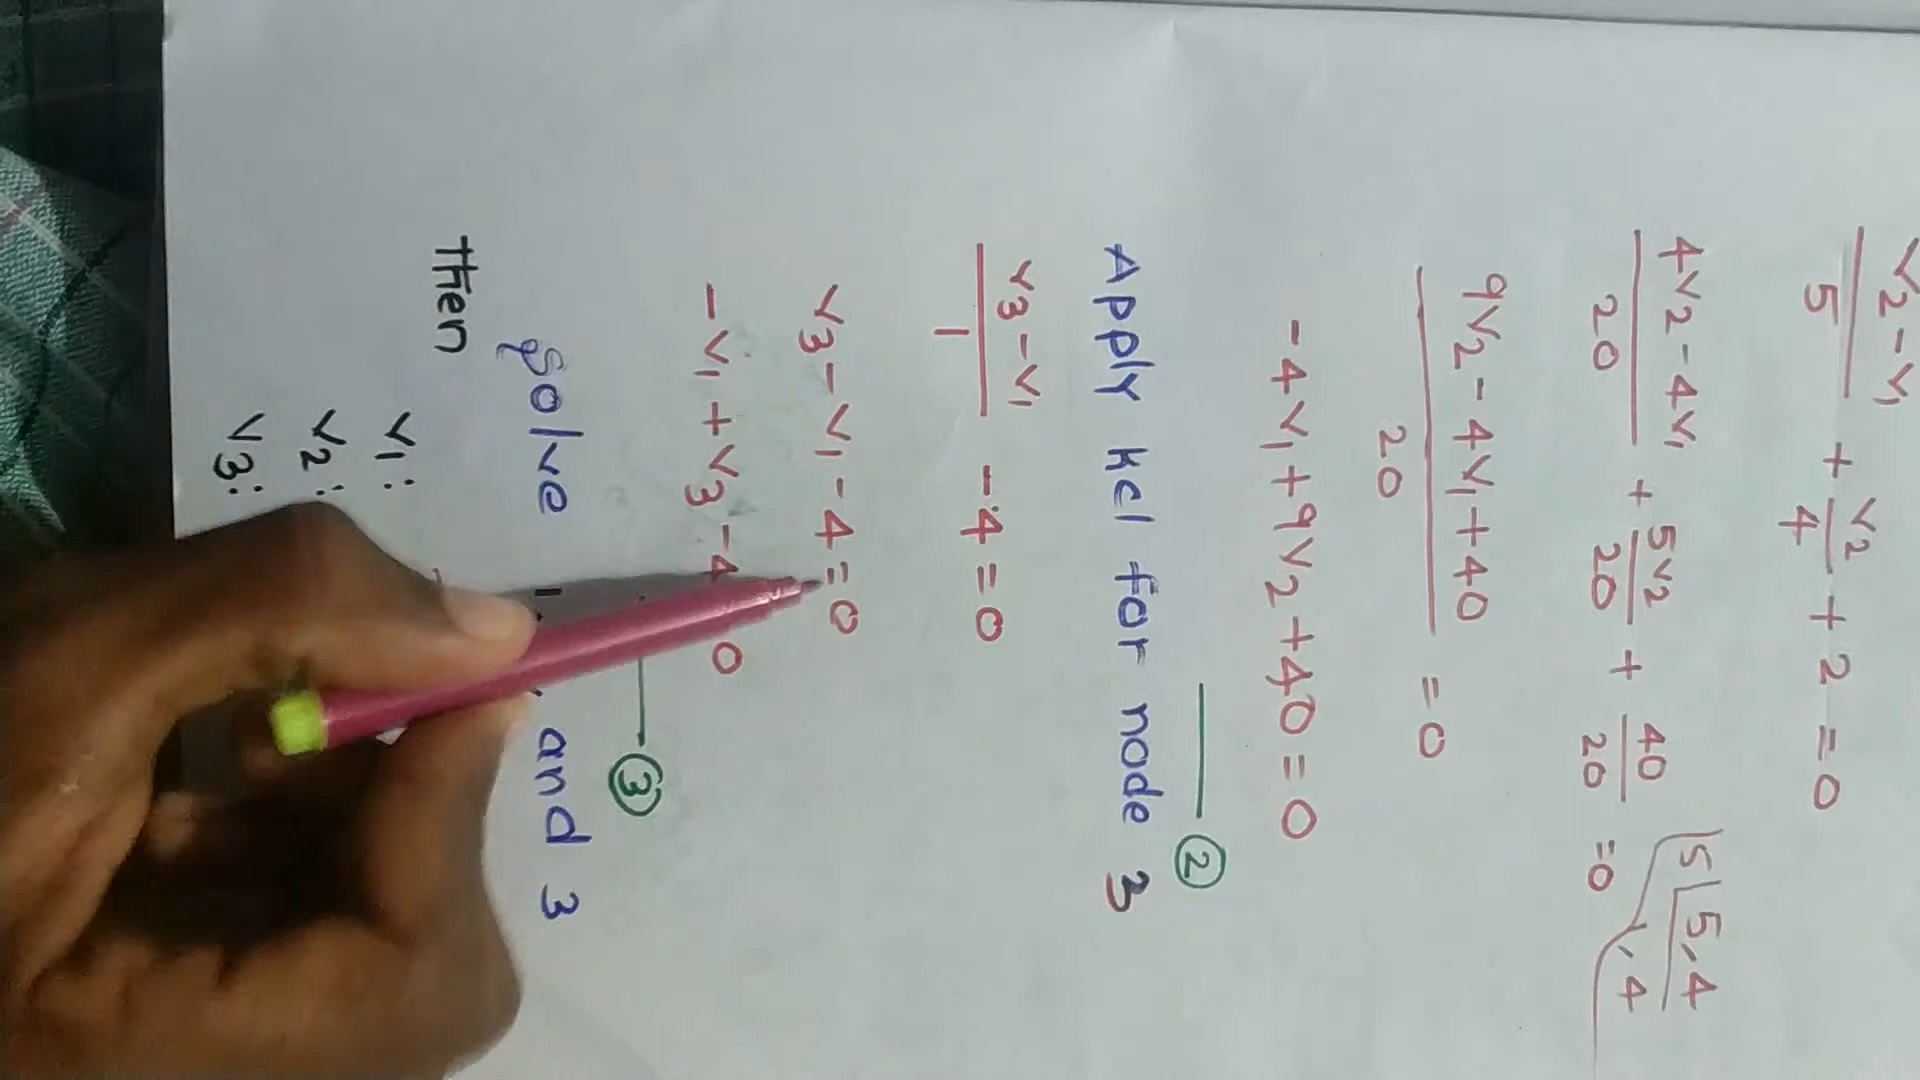 V2-V1/5 + V2/4 + 2 = 0
4V2-4V1/20 + 5V2/20 + 40/20 = 0
5 | 5,4
1,4
9V2-4V1+40/20 = 0
-4V1+9V2+40=0
②
Apply kcl for node 3
V3-V1/1 -4=0
V3-V1-4=0
-V1+V3-4 0
③
Solve and 3
Then
V1:
V2:
V3: